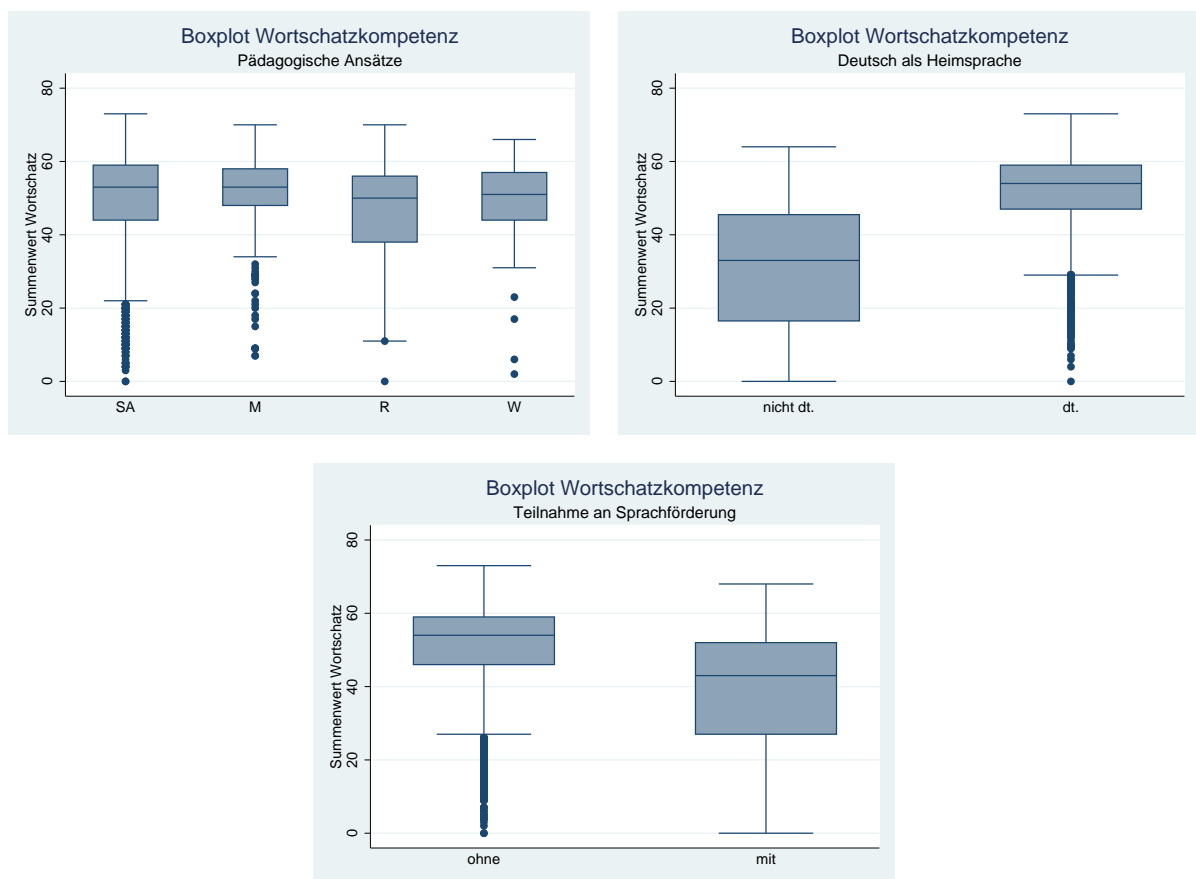 Boxplot Wortschatzkompetenz
Pädagogische Ansätze
Summenwert Wortschatz
80
60
40
20
0
SA M R W
Boxplot Wortschatzkompetenz
Deutsch als Heimsprache
Summenwert Wortschatz
80
60
40
20
0
nicht dt. dt.
Boxplot Wortschatzkompetenz
Teilnahme an Sprachförderung
Summenwert Wortschatz
80
60
40
20
0
ohne mit